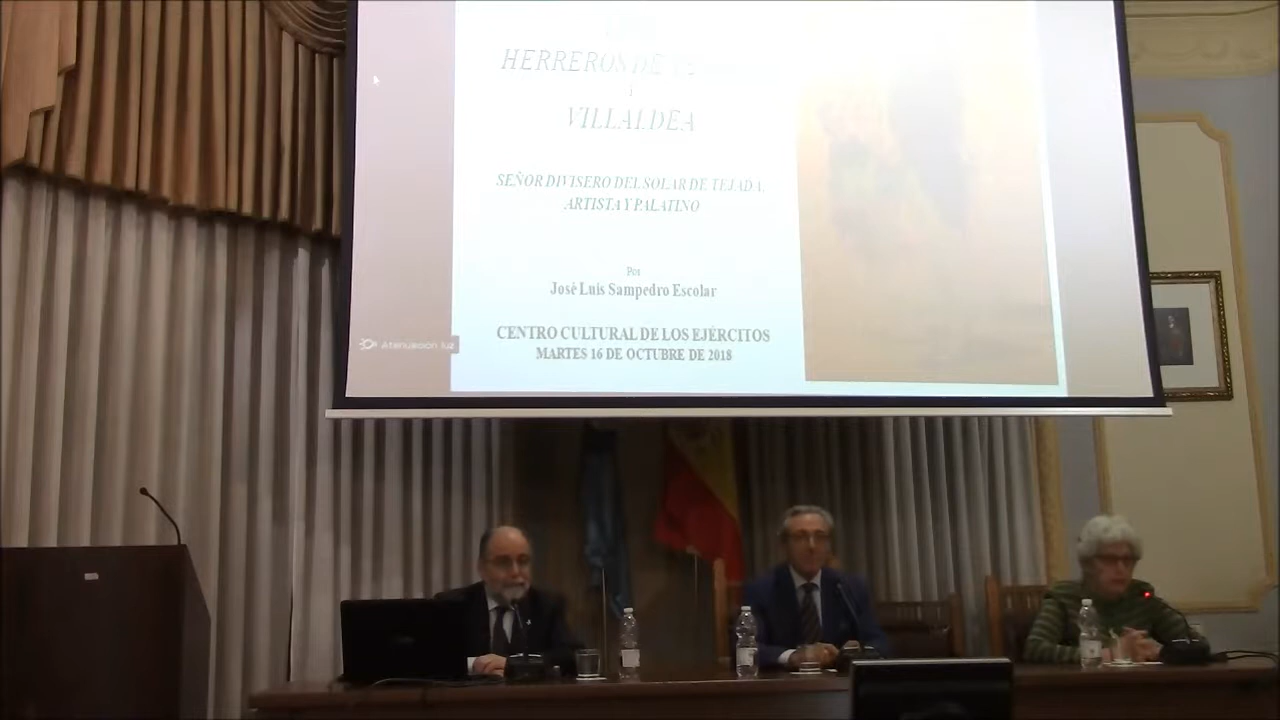 HERREROS DE
VILLALDEA
SEÑOR DIVISERO DEL SOLAR DE TEJADA.
ARTISTA Y PALATINO
Por
José Luis Sampedro Escolar
CENTRO CULTURAL DE LOS EJÉRCITOS
MARTES 16 DE OCTUBRE DE 2018
Atenuación luz